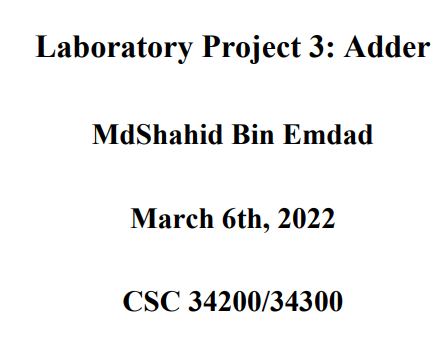 Laboratory Project 3: Adder
MdShahid Bin Emdad
March 6th, 2022
CSC 34200/34300